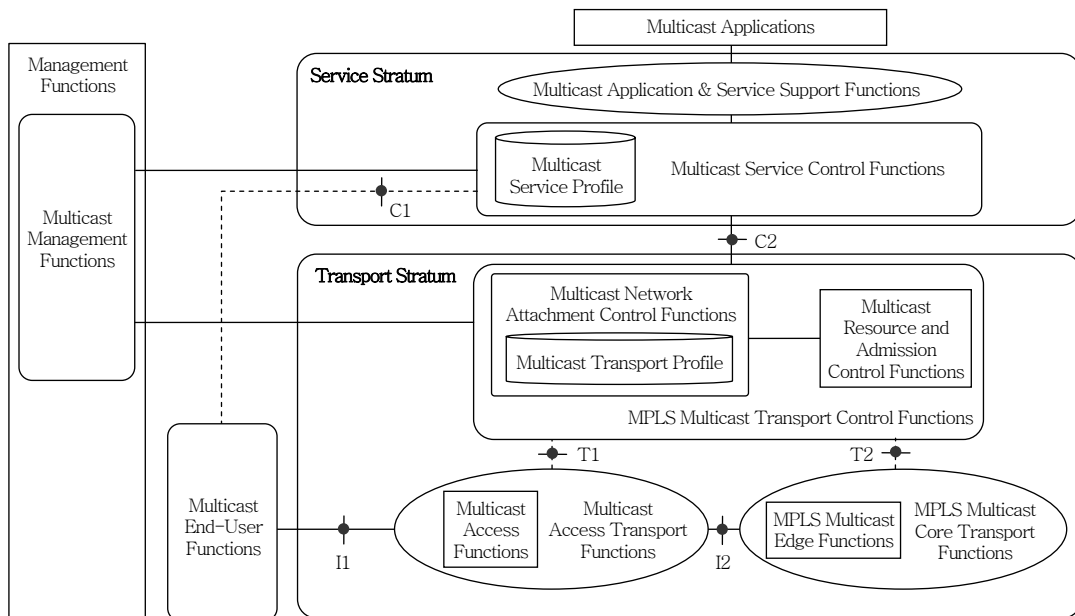 Multicast Applications
Management
Functions
Service Stratum
Multicast Application & Service Support Functions
Multicast
Service Profile
Multicast Service Control Functions
C1
Multicast
Management
Functions
C2
Transport Stratum
Multicast Network
Attachment Control Functions
Multicast Transport Profile
Multicast
Resource and
Admission
Control Functions
MPLS Multicast Transport Control Functions
T1
T2
Multicast
End-User
Functions
I1
Multicast
Access
Functions
Multicast
Access Transport
Functions
I2
MPLS Multicast
Edge Functions
MPLS Multicast
Core Transport
Functions